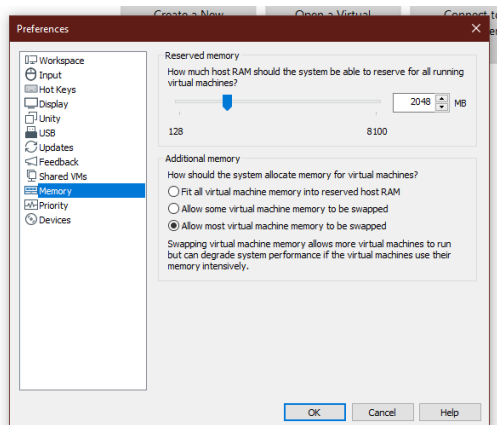 Create a New
Open a Virtual
Connect to
Preferences
Workspace
Input
Hot Keys
Display
Unity
USB
Updates
Feedback
Shared VMs
Memory
Priority
Devices
Reserved memory
How much host RAM should the system be able to reserve for all running
virtual machines?
2048 MB
128 8100
Additional memory
How should the system allocate memory for virtual machines?
Fit all virtual machine memory into reserved host RAM
Allow some virtual machine memory to be swapped
Allow most virtual machine memory to be swapped
Swapping virtual machine memory allows more virtual machines to run
but can degrade system performance if the virtual machines use their
memory intensively.
OK Cancel Help